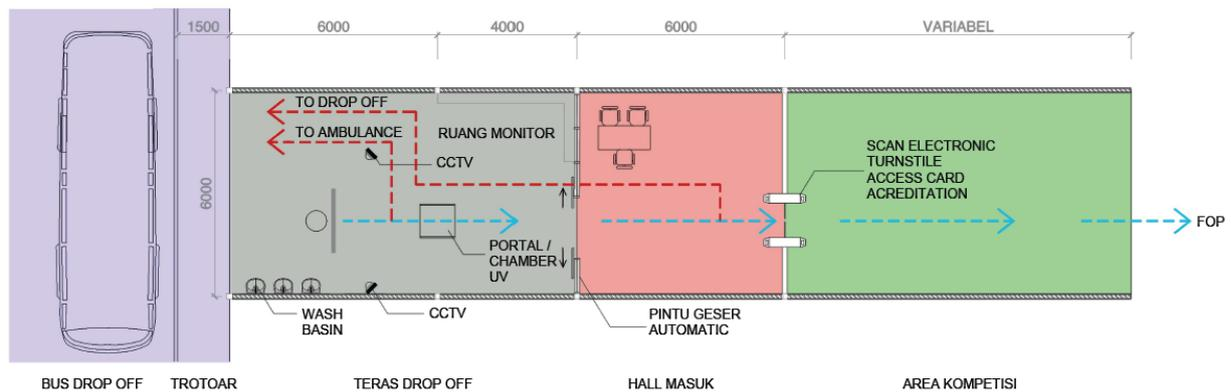 1500
6000
4000
6000
VARIABEL
6000
TO DROP OFF
TO AMBULANCE
RUANG MONITOR
CCTV
SCAN ELECTRONIC
TURNSTILE
ACCESS CARD
ACREDITATION
FOP
PORTAL /
CHAMBER
UV
WASH
BASIN
CCTV
PINTU GESER
AUTOMATIC
BUS DROP OFF
TROTOAR
TERAS DROP OFF
HALL MASUK
AREA KOMPETISI